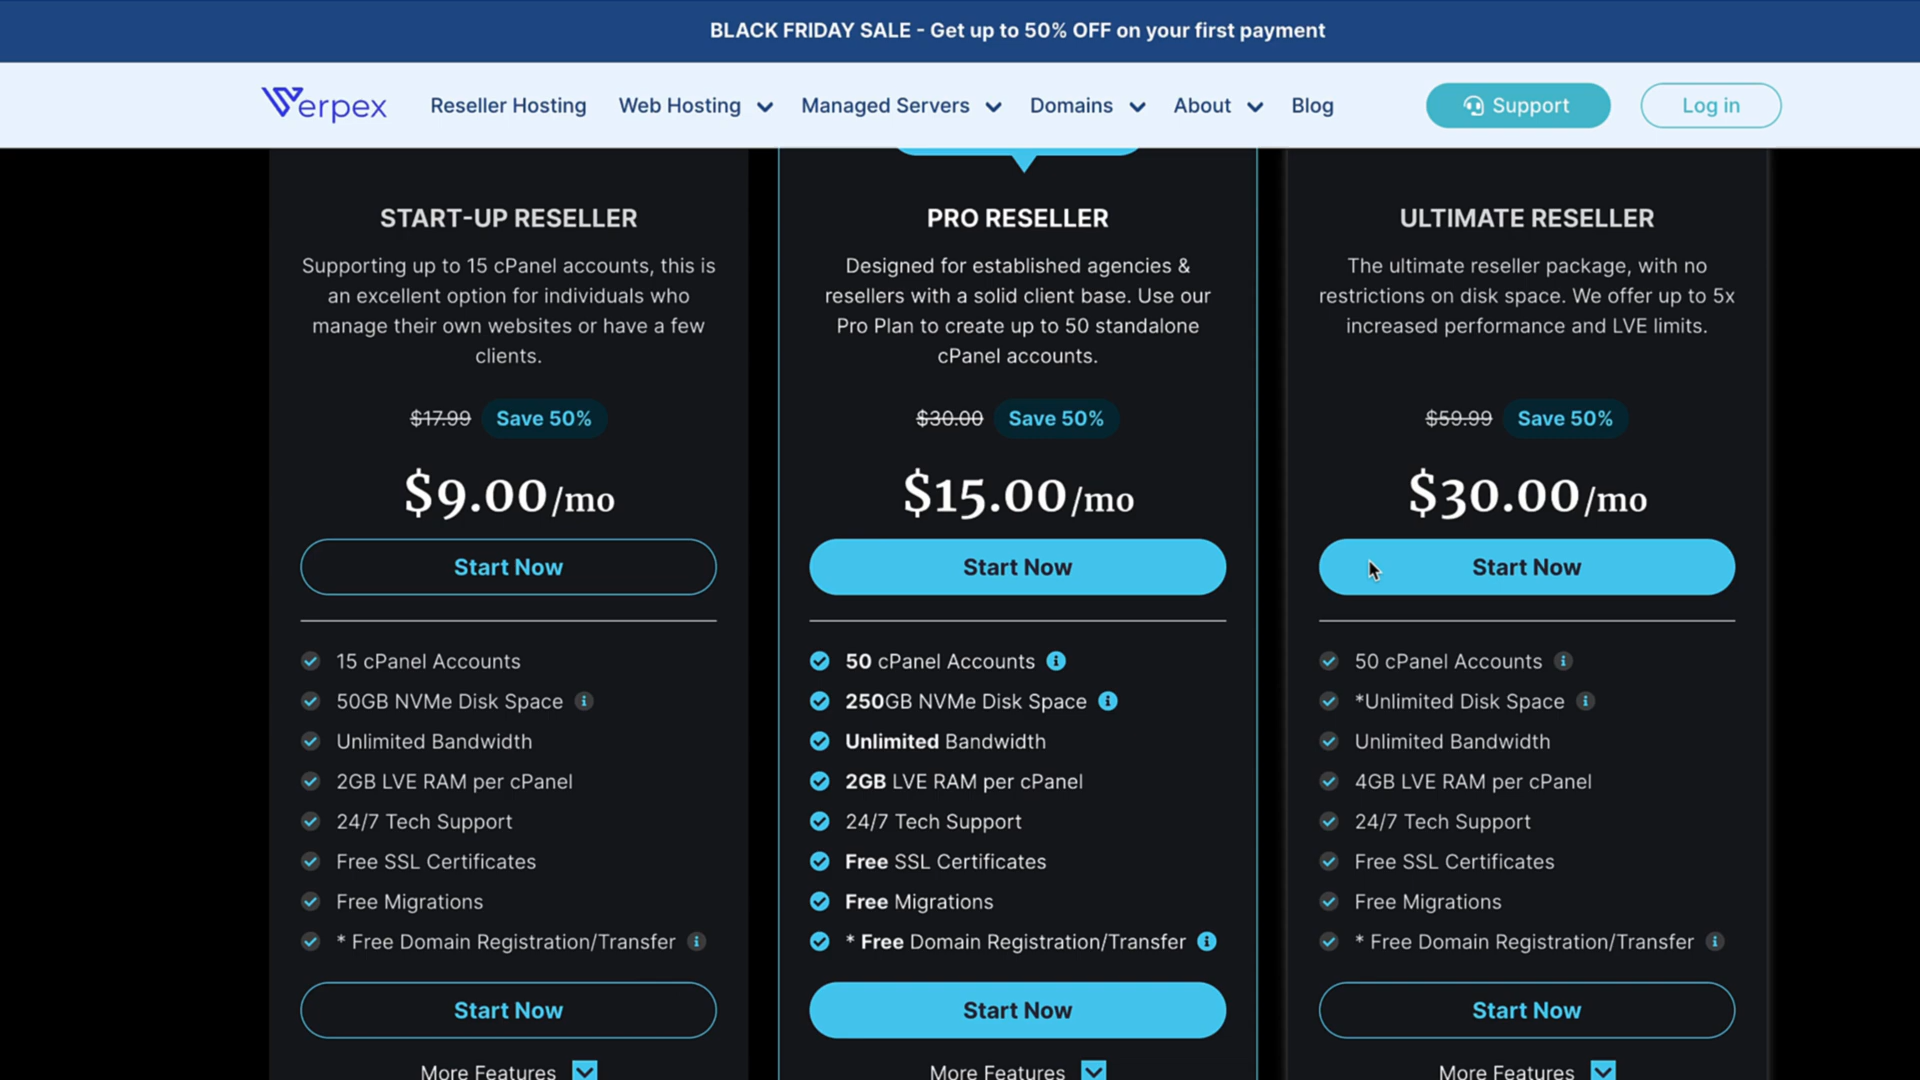 BLACK FRIDAY SALE - Get up to 50% OFF on your first payment
Verpex
Reseller Hosting
Web Hosting
Managed Servers
Domains
About
Blog
Support
Log in
START-UP RESELLER
Supporting up to 15 cPanel accounts, this is
an excellent option for individuals who
manage their own websites or have a few
clients.
$17.99 Save 50%
$9.00/mo
Start Now
15 cPanel Accounts
50GB NVMe Disk Space
Unlimited Bandwidth
2GB LVE RAM per cPanel
24/7 Tech Support
Free SSL Certificates
Free Migrations
* Free Domain Registration/Transfer
Start Now
More Features
PRO RESELLER
Designed for established agencies &
resellers with a solid client base. Use our
Pro Plan to create up to 50 standalone
cPanel accounts.
$30.00 Save 50%
$15.00/mo
Start Now
50 cPanel Accounts
250GB NVMe Disk Space
Unlimited Bandwidth
2GB LVE RAM per cPanel
24/7 Tech Support
Free SSL Certificates
Free Migrations
* Free Domain Registration/Transfer
Start Now
More Features
ULTIMATE RESELLER
The ultimate reseller package, with no
restrictions on disk space. We offer up to 5x
increased performance and LVE limits.
$59.99 Save 50%
$30.00/mo
Start Now
50 cPanel Accounts
*Unlimited Disk Space
Unlimited Bandwidth
4GB LVE RAM per cPanel
24/7 Tech Support
Free SSL Certificates
Free Migrations
* Free Domain Registration/Transfer
Start Now
More Features